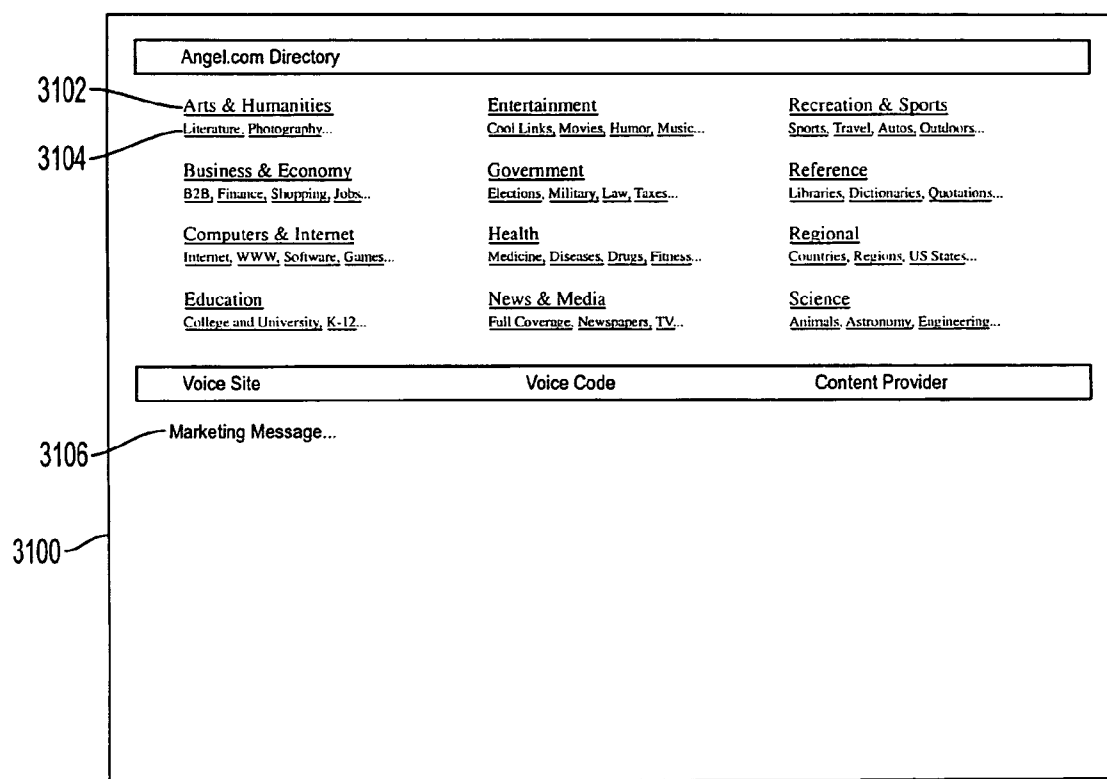 Angel.com Directory
3102
Arts & Humanities
Literature, Photography...
3104
Entertainment
Cool Links, Movies, Humor, Music...
Recreation & Sports
Sports, Travel, Autos, Outdoors...
Business & Economy
B2B, Finance, Shopping, Jobs...
Government
Elections, Military, Law, Taxes...
Reference
Libraries, Dictionaries, Quotations...
Computers & Internet
Internet, WWW, Software, Games...
Health
Medicine, Diseases, Drugs, Fitness...
Regional
Countries, Regions, US States...
Education
College and University, K-12...
News & Media
Full Coverage, Newspapers, TV...
Science
Animals, Astronomy, Engineering...
Voice Site Voice Code Content Provider
Marketing Message...
3106
3100